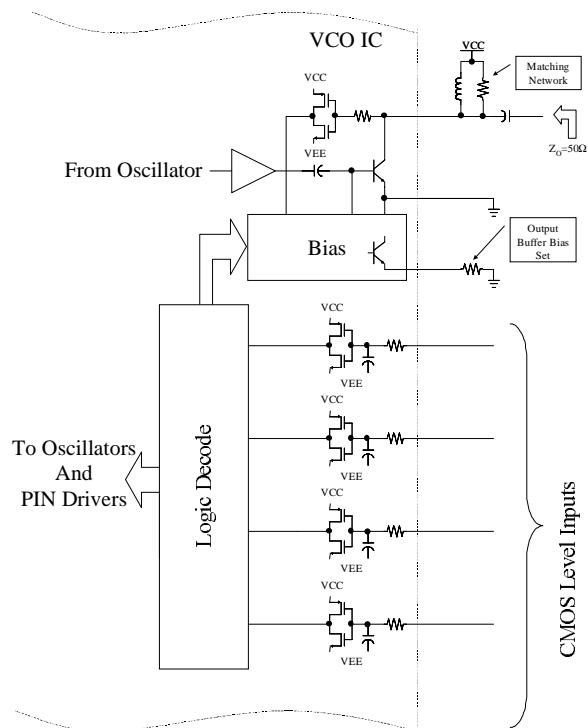 VCO IC
VCC
Matching
Network
VCC
VEE
Z_O=50Ω
From Oscillator
Bias
Output
Buffer Bias
Set
VCC
VEE
VCC
VEE
VCC
VEE
VCC
VEE
To Oscillators
And
PIN Drivers
Logic Decode
CMOS Level Inputs